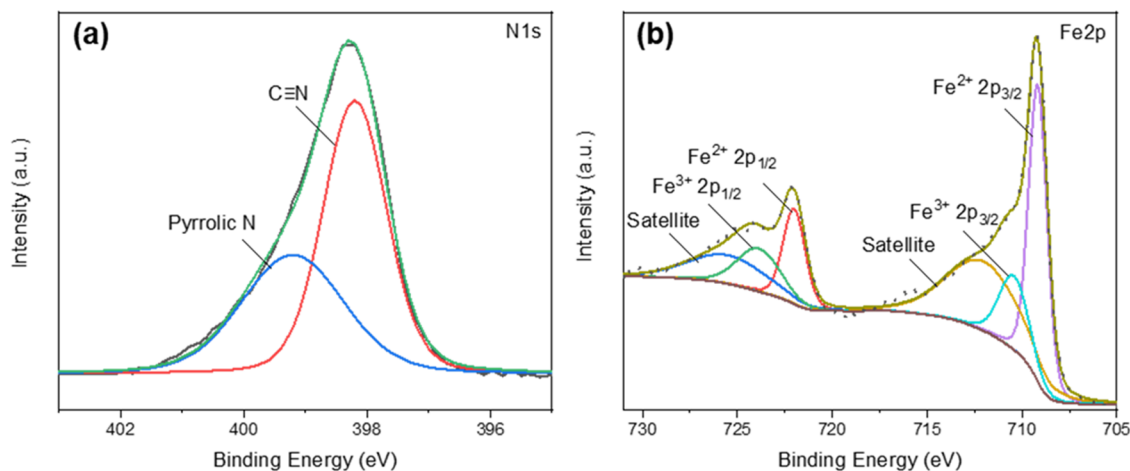 (a)
N1s
C≡N
Pyrrolic N
Intensity (a.u.)
402
400
398
396
Binding Energy (eV)
(b)
Fe2p
Fe²⁺ 2p₃/₂
Fe²⁺ 2p₁/₂
Fe³⁺ 2p₁/₂
Satellite
Fe³⁺ 2p₃/₂
Satellite
Intensity (a.u.)
730
725
720
715
710
705
Binding Energy (eV)